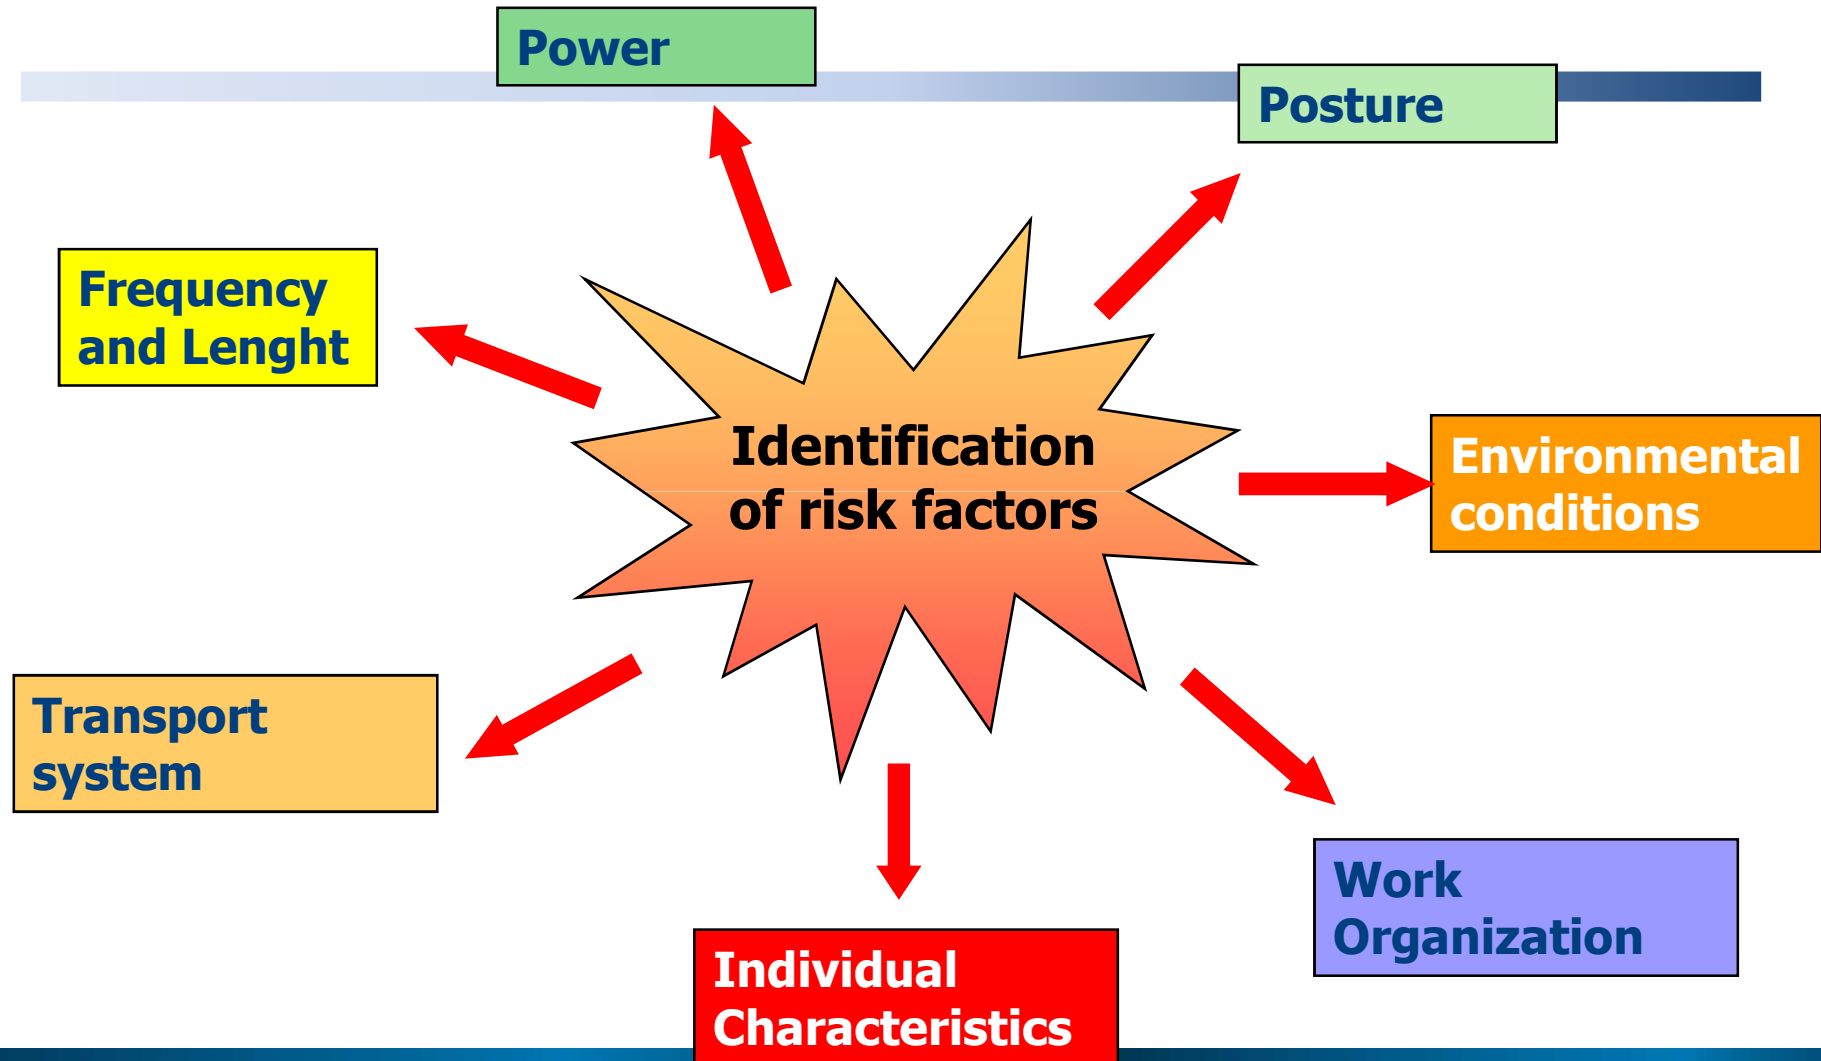 Power
Posture
Frequency
and Lenght
Identification
of risk factors
Environmental
conditions
Transport
system
Work
Organization
Individual
Characteristics